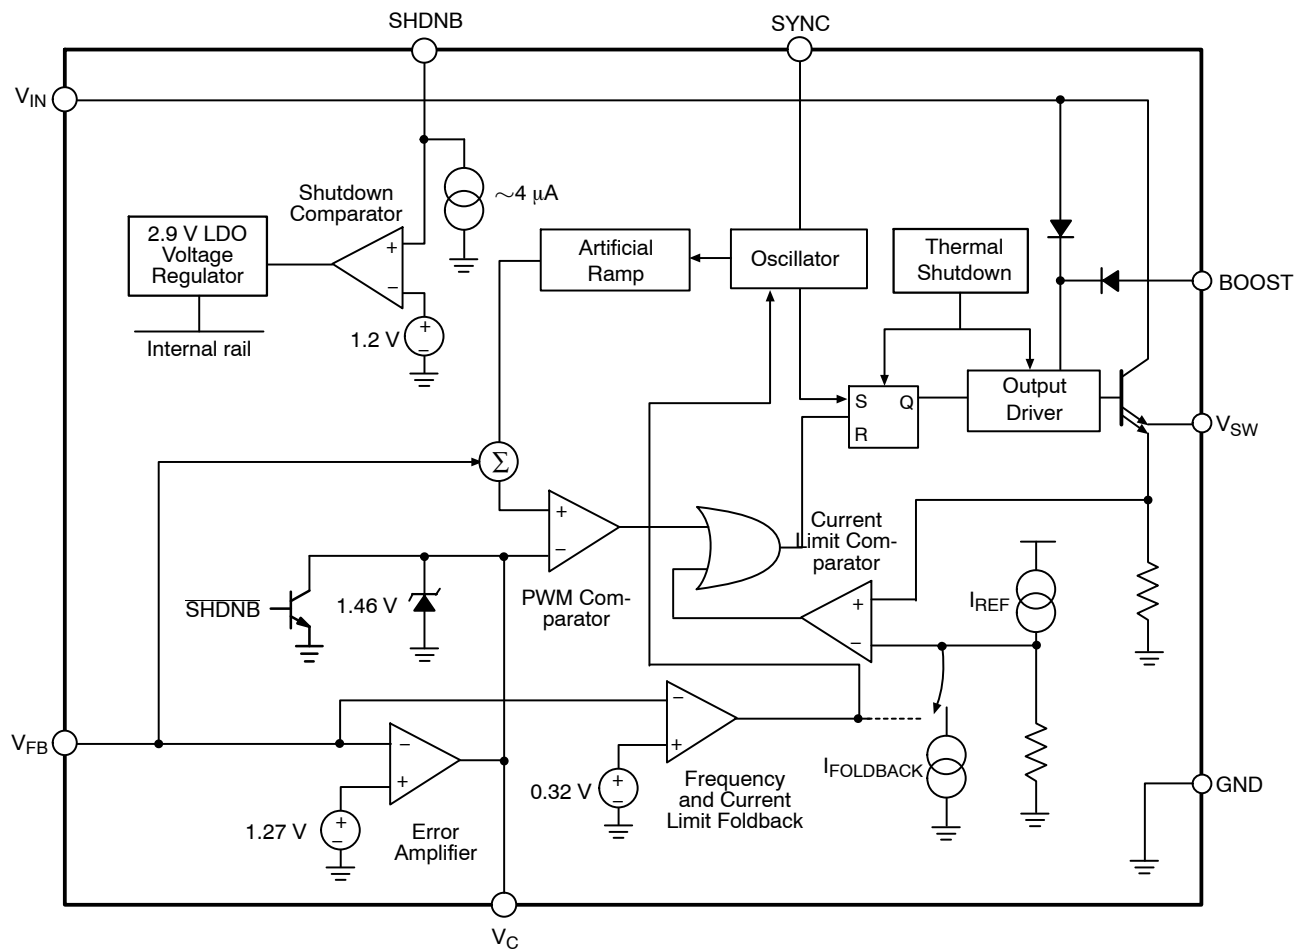 SHDNB
SYNC
V_IN
Shutdown
Comparator
∼4 μA
2.9 V LDO
Voltage
Regulator
+
−
Artificial
Ramp
Oscillator
Thermal
Shutdown
BOOST
1.2 V
+
−
Internal rail
S
Q
R
Output
Driver
V_SW
Σ
+
−
Current
Limit Com-
parator
PWM Com-
parator
SHDNB
1.46 V
I_REF
+
−
V_FB
−
+
−
+
I_FOLDBACK
0.32 V
+
−
Frequency
and Current
Limit Foldback
GND
1.27 V
+
−
Error
Amplifier
V_C